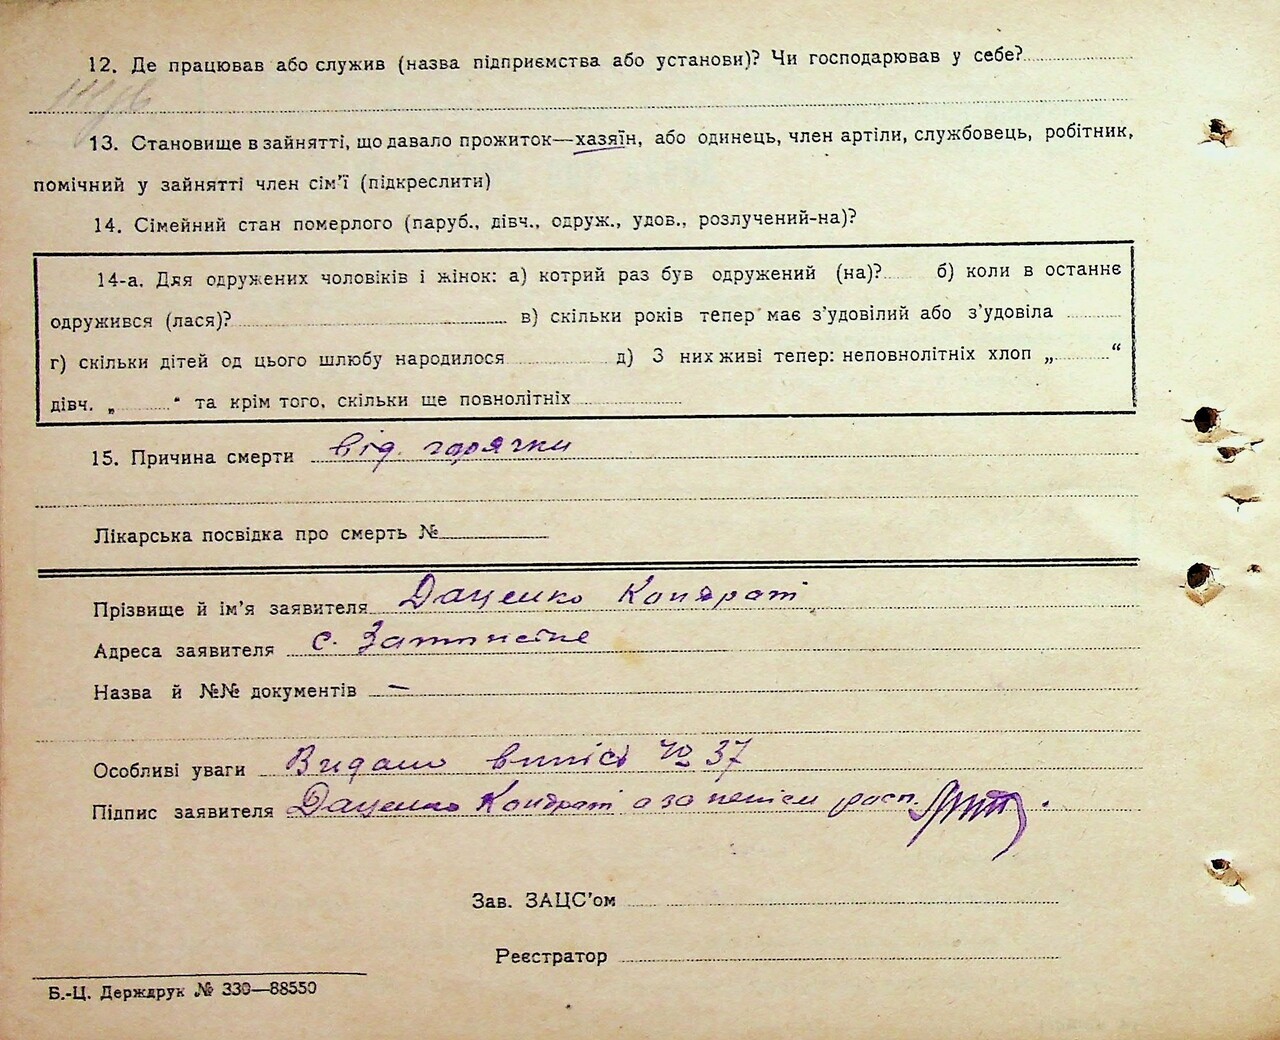 12. Де працював або служив (назва підприємства або установи)? Чи господарював у себе?
13. Становище в зайнятті, що давало прожиток—хазяїн, або одинець, член артіли, службовець, робітник,
помічний у зайнятті член сім'ї (підкреслити)
14. Сімейний стан померлого (паруб., дівч., одруж., удов., розлучений-на)?
14-а. Для одружених чоловіків і жінок: а) котрий раз був одружений (на)? б) коли в останнє
одружився (лася)? в) скільки років тепер має з'удовілий або з'удовіла
г) скільки дітей од цього шлюбу народилося д) З них живі тепер: неповнолітніх хлоп „ “
дівч. „ “ та крім того, скільки ще повнолітніх
15. Причина смерти від горячки
Лікарська посвідка про смерть №
Прізвище й ім'я заявителя Даценко Кондрат
Адреса заявителя с.
Назва й №№ документів —
Особливі уваги Видано випись № 37
Підпис заявителя Даценко Кондрат а за
Зав. ЗАЦС'ом
Реєстратор
Б.-Ц. Держдрук № 330—88550